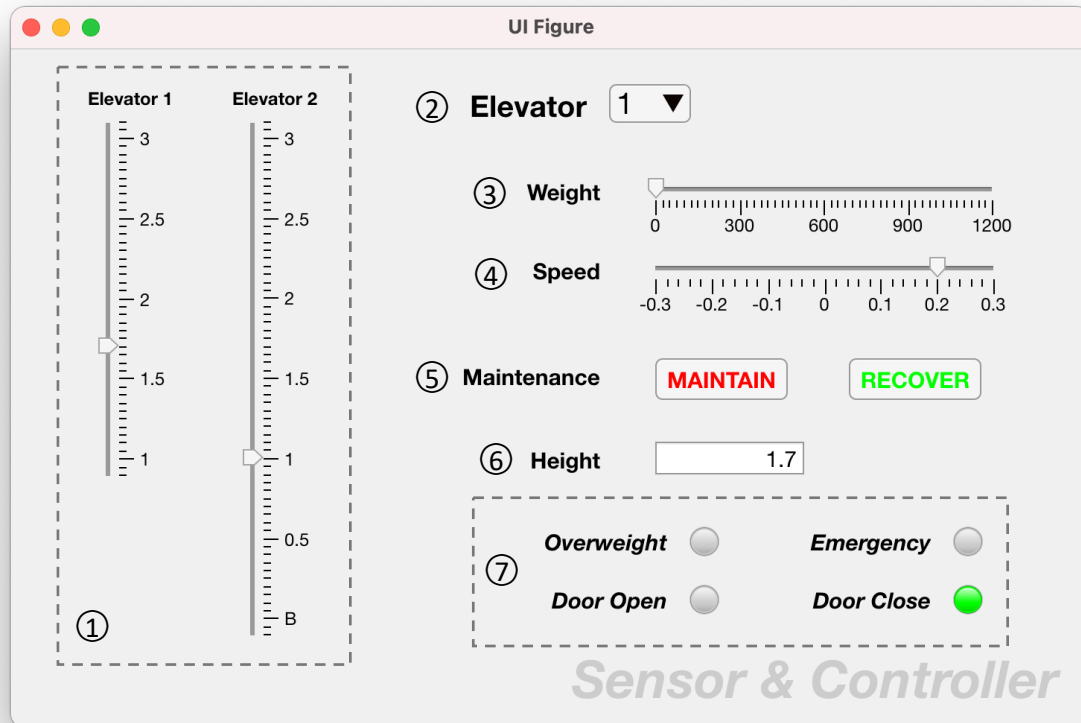 UI Figure
Elevator 1
3
2.5
2
1.5
1
Elevator 2
3
2.5
2
1.5
1
0.5
B
①
② Elevator 1 ▼
③ Weight
0 300 600 900 1200
④ Speed
-0.3 -0.2 -0.1 0 0.1 0.2 0.3
⑤ Maintenance MAINTAIN RECOVER
⑥ Height 1.7
⑦
Overweight Emergency
Door Open Door Close
Sensor & Controller